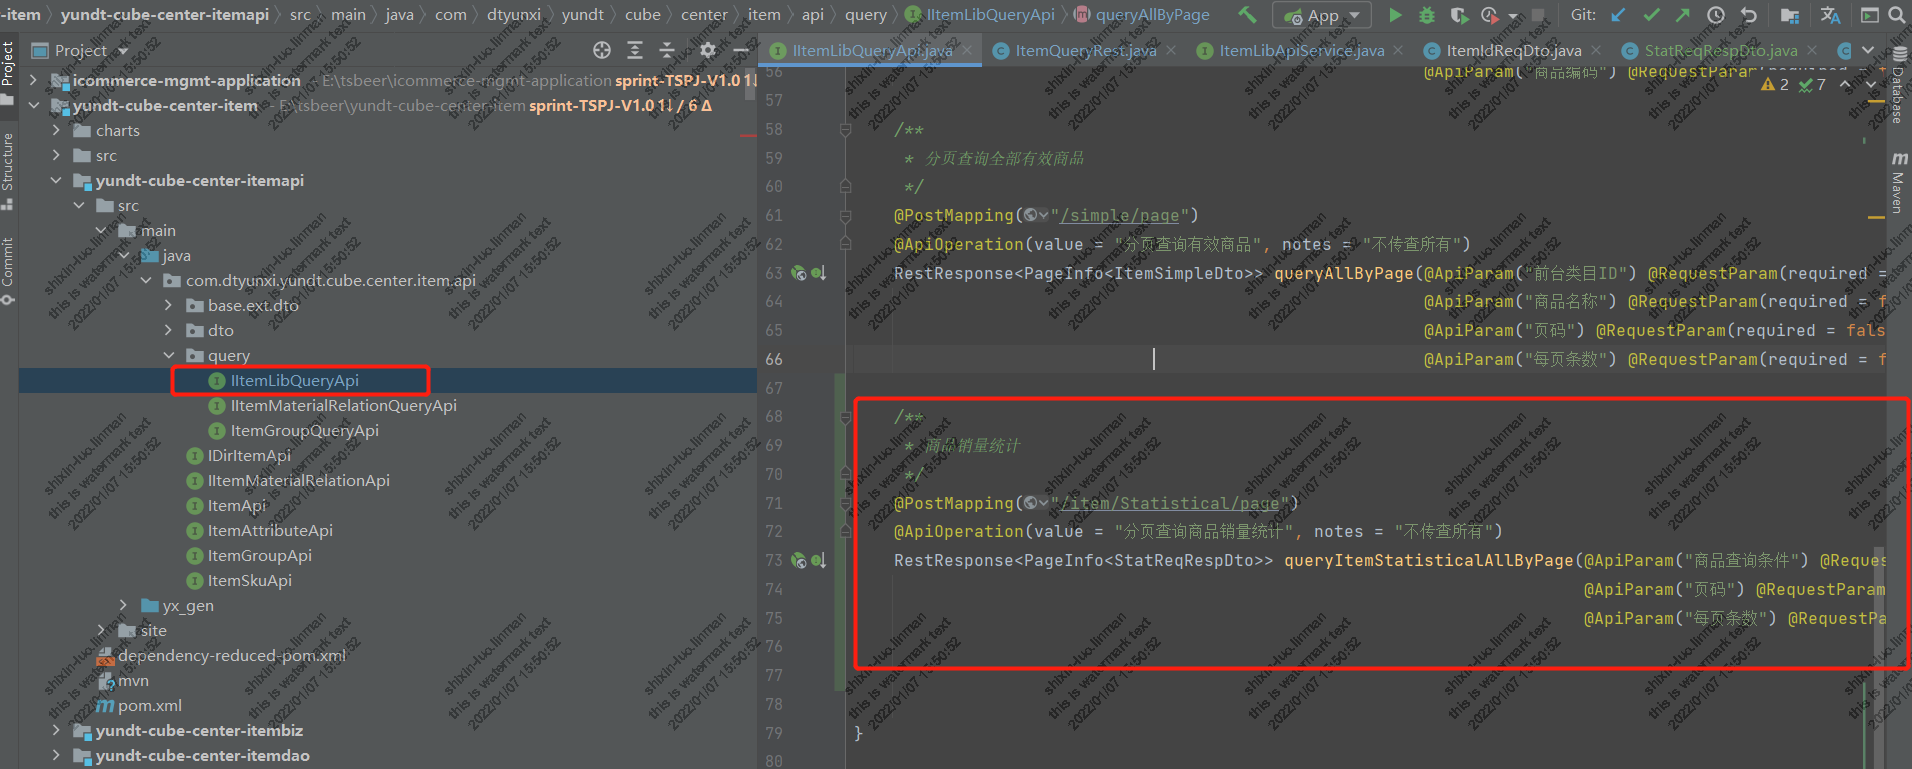 r-item › yundt-cube-center-itemapi › src › main › java › com › dtyunxi › yundt › cube › center › item › api › query › IItemLibQueryApi › queryAllByPage
App
Git:
Project
IItemLibQueryApi.java
ItemQueryRest.java
ItemLibApiService.java
ItemIdReqDto.java
StatReqRespDto.java
Project
Structure
Commit
Database
Maven
icommerce-mgmt-application - E:\tsbeer\icommerce-mgmt-application sprint-TSPJ-V1.0 1↓
yundt-cube-center-item - E:\tsbeer\yundt-cube-center-item sprint-TSPJ-V1.0 1↓ / 6 Δ
charts
src
yundt-cube-center-itemapi
src
main
java
com.dtyunxi.yundt.cube.center.item.api
base.ext.dto
dto
query
IItemLibQueryApi
IItemMaterialRelationQueryApi
ItemGroupQueryApi
IDirItemApi
IItemMaterialRelationApi
ItemApi
ItemAttributeApi
ItemGroupApi
ItemSkuApi
yx_gen
site
dependency-reduced-pom.xml
mvn
pom.xml
yundt-cube-center-itembiz
yundt-cube-center-itemdao
2 7
56 @ApiParam("商品编码") @RequestParam(required = fa
57
58 /**
59 * 分页查询全部有效商品
60 */
61 @PostMapping("/simple/page")
62 @ApiOperation(value = "分页查询有效商品", notes = "不传查所有")
63 RestResponse<PageInfo<ItemSimpleDto>> queryAllByPage(@ApiParam("前台类目ID") @RequestParam(required =
64 @ApiParam("商品名称") @RequestParam(required = f
65 @ApiParam("页码") @RequestParam(required = fals
66 @ApiParam("每页条数") @RequestParam(required = f
67
68 /**
69 * 商品销量统计
70 */
71 @PostMapping("/item/Statistical/page")
72 @ApiOperation(value = "分页查询商品销量统计", notes = "不传查所有")
73 RestResponse<PageInfo<StatReqRespDto>> queryItemStatisticalAllByPage(@ApiParam("商品查询条件") @Reques
74 @ApiParam("页码") @RequestParam
75 @ApiParam("每页条数") @RequestPa
76
77
78
79 }
80
shixin-luo.linman
this is watermark text
2022/01/07 15:50:52